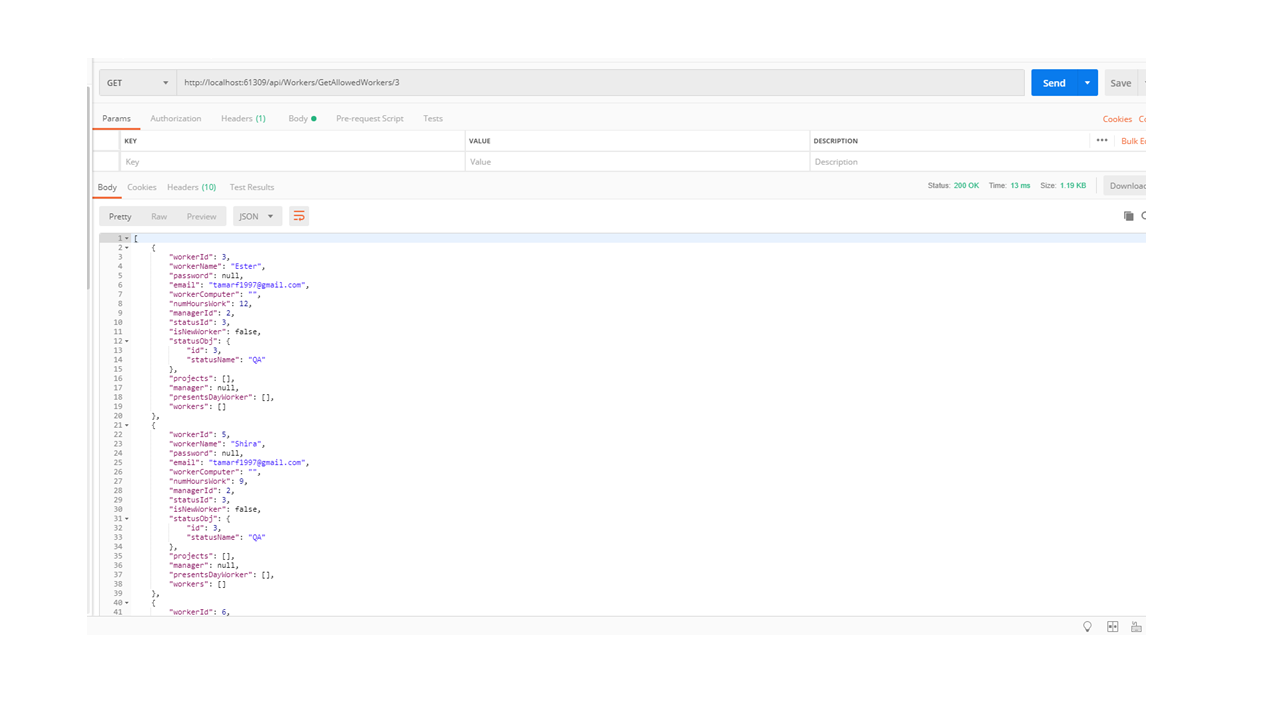 GET http://localhost:61309/api/Workers/GetAllowedWorkers/3 Send Save
Params Authorization Headers (1) Body Pre-request Script Tests Cookies
KEY VALUE DESCRIPTION ••• Bulk
Key Value Description
Body Cookies Headers (10) Test Results Status: 200 OK Time: 13 ms Size: 1.19 KB Download
Pretty Raw Preview JSON
1 [
2 {
3 "workerId": 3,
4 "workerName": "Ester",
5 "password": null,
6 "email": "tamarf1997@gmail.com",
7 "workerComputer": "",
8 "numHoursWork": 12,
9 "managerId": 2,
10 "statusId": 3,
11 "isNewWorker": false,
12 "statusObj": {
13 "id": 3,
14 "statusName": "QA"
15 },
16 "projects": [],
17 "manager": null,
18 "presentsDayWorker": [],
19 "workers": []
20 },
21 {
22 "workerId": 5,
23 "workerName": "Shira",
24 "password": null,
25 "email": "tamarf1997@gmail.com",
26 "workerComputer": "",
27 "numHoursWork": 9,
28 "managerId": 2,
29 "statusId": 3,
30 "isNewWorker": false,
31 "statusObj": {
32 "id": 3,
33 "statusName": "QA"
34 },
35 "projects": [],
36 "manager": null,
37 "presentsDayWorker": [],
38 "workers": []
39 },
40 {
41 "workerId": 6,